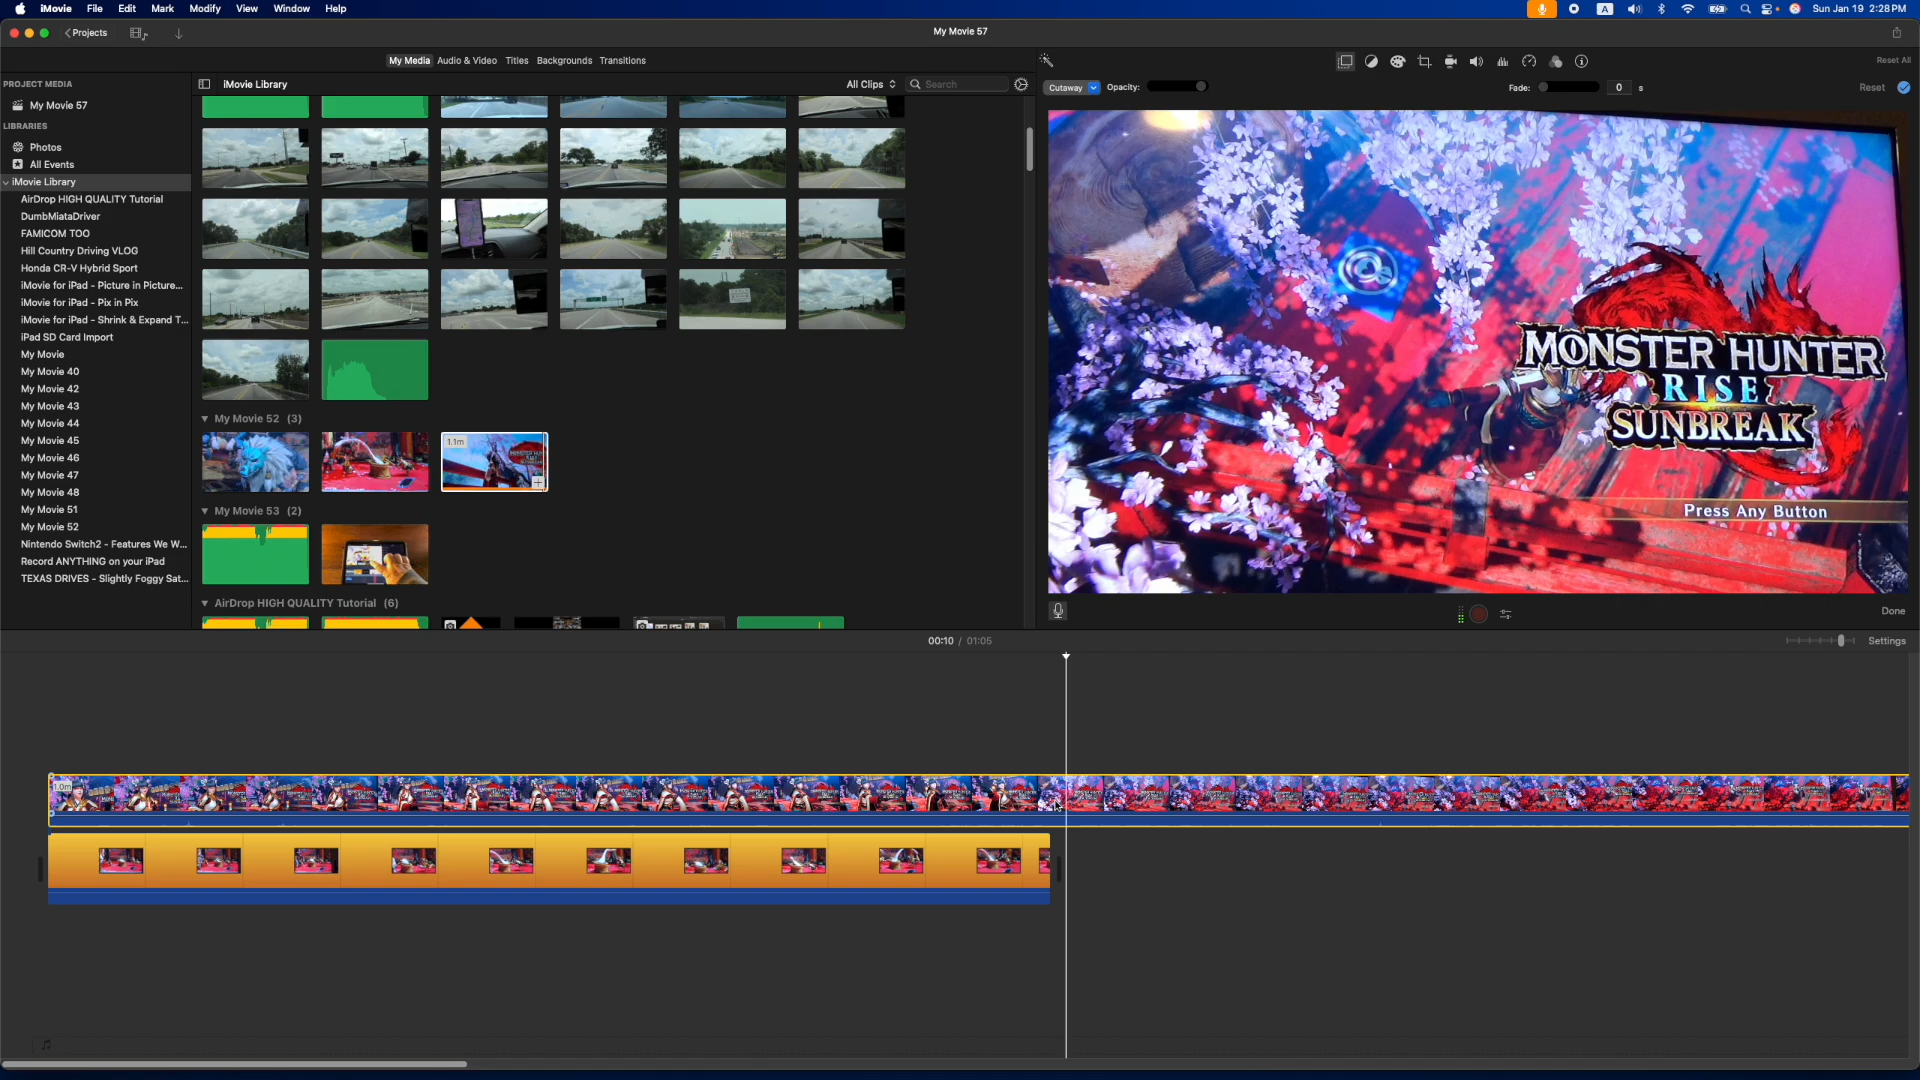 iMovie File Edit Mark Modify View Window Help
A Sun Jan 19 2:28 PM
Projects
My Movie 57
My Media Audio & Video Titles Backgrounds Transitions
Reset All
PROJECT MEDIA
iMovie Library
All Clips
Search
Cutaway
Opacity:
Fade:
0 s
Reset
My Movie 57
LIBRARIES
Photos
All Events
iMovie Library
AirDrop HIGH QUALITY Tutorial
DumbMiataDriver
FAMICOM TOO
Hill Country Driving VLOG
Honda CR-V Hybrid Sport
iMovie for iPad - Picture in Picture...
iMovie for iPad - Pix in Pix
iMovie for iPad - Shrink & Expand T...
iPad SD Card Import
My Movie
My Movie 40
My Movie 42
My Movie 43
My Movie 44
My Movie 45
My Movie 46
My Movie 47
My Movie 48
My Movie 51
My Movie 52
Nintendo Switch2 - Features We W...
Record ANYTHING on your iPad
TEXAS DRIVES - Slightly Foggy Sat...
My Movie 52 (3)
1.1m
My Movie 53 (2)
AirDrop HIGH QUALITY Tutorial (6)
MONSTER HUNTER
RISE
SUNBREAK
Press Any Button
Done
00:10 / 01:05
Settings
1.0m